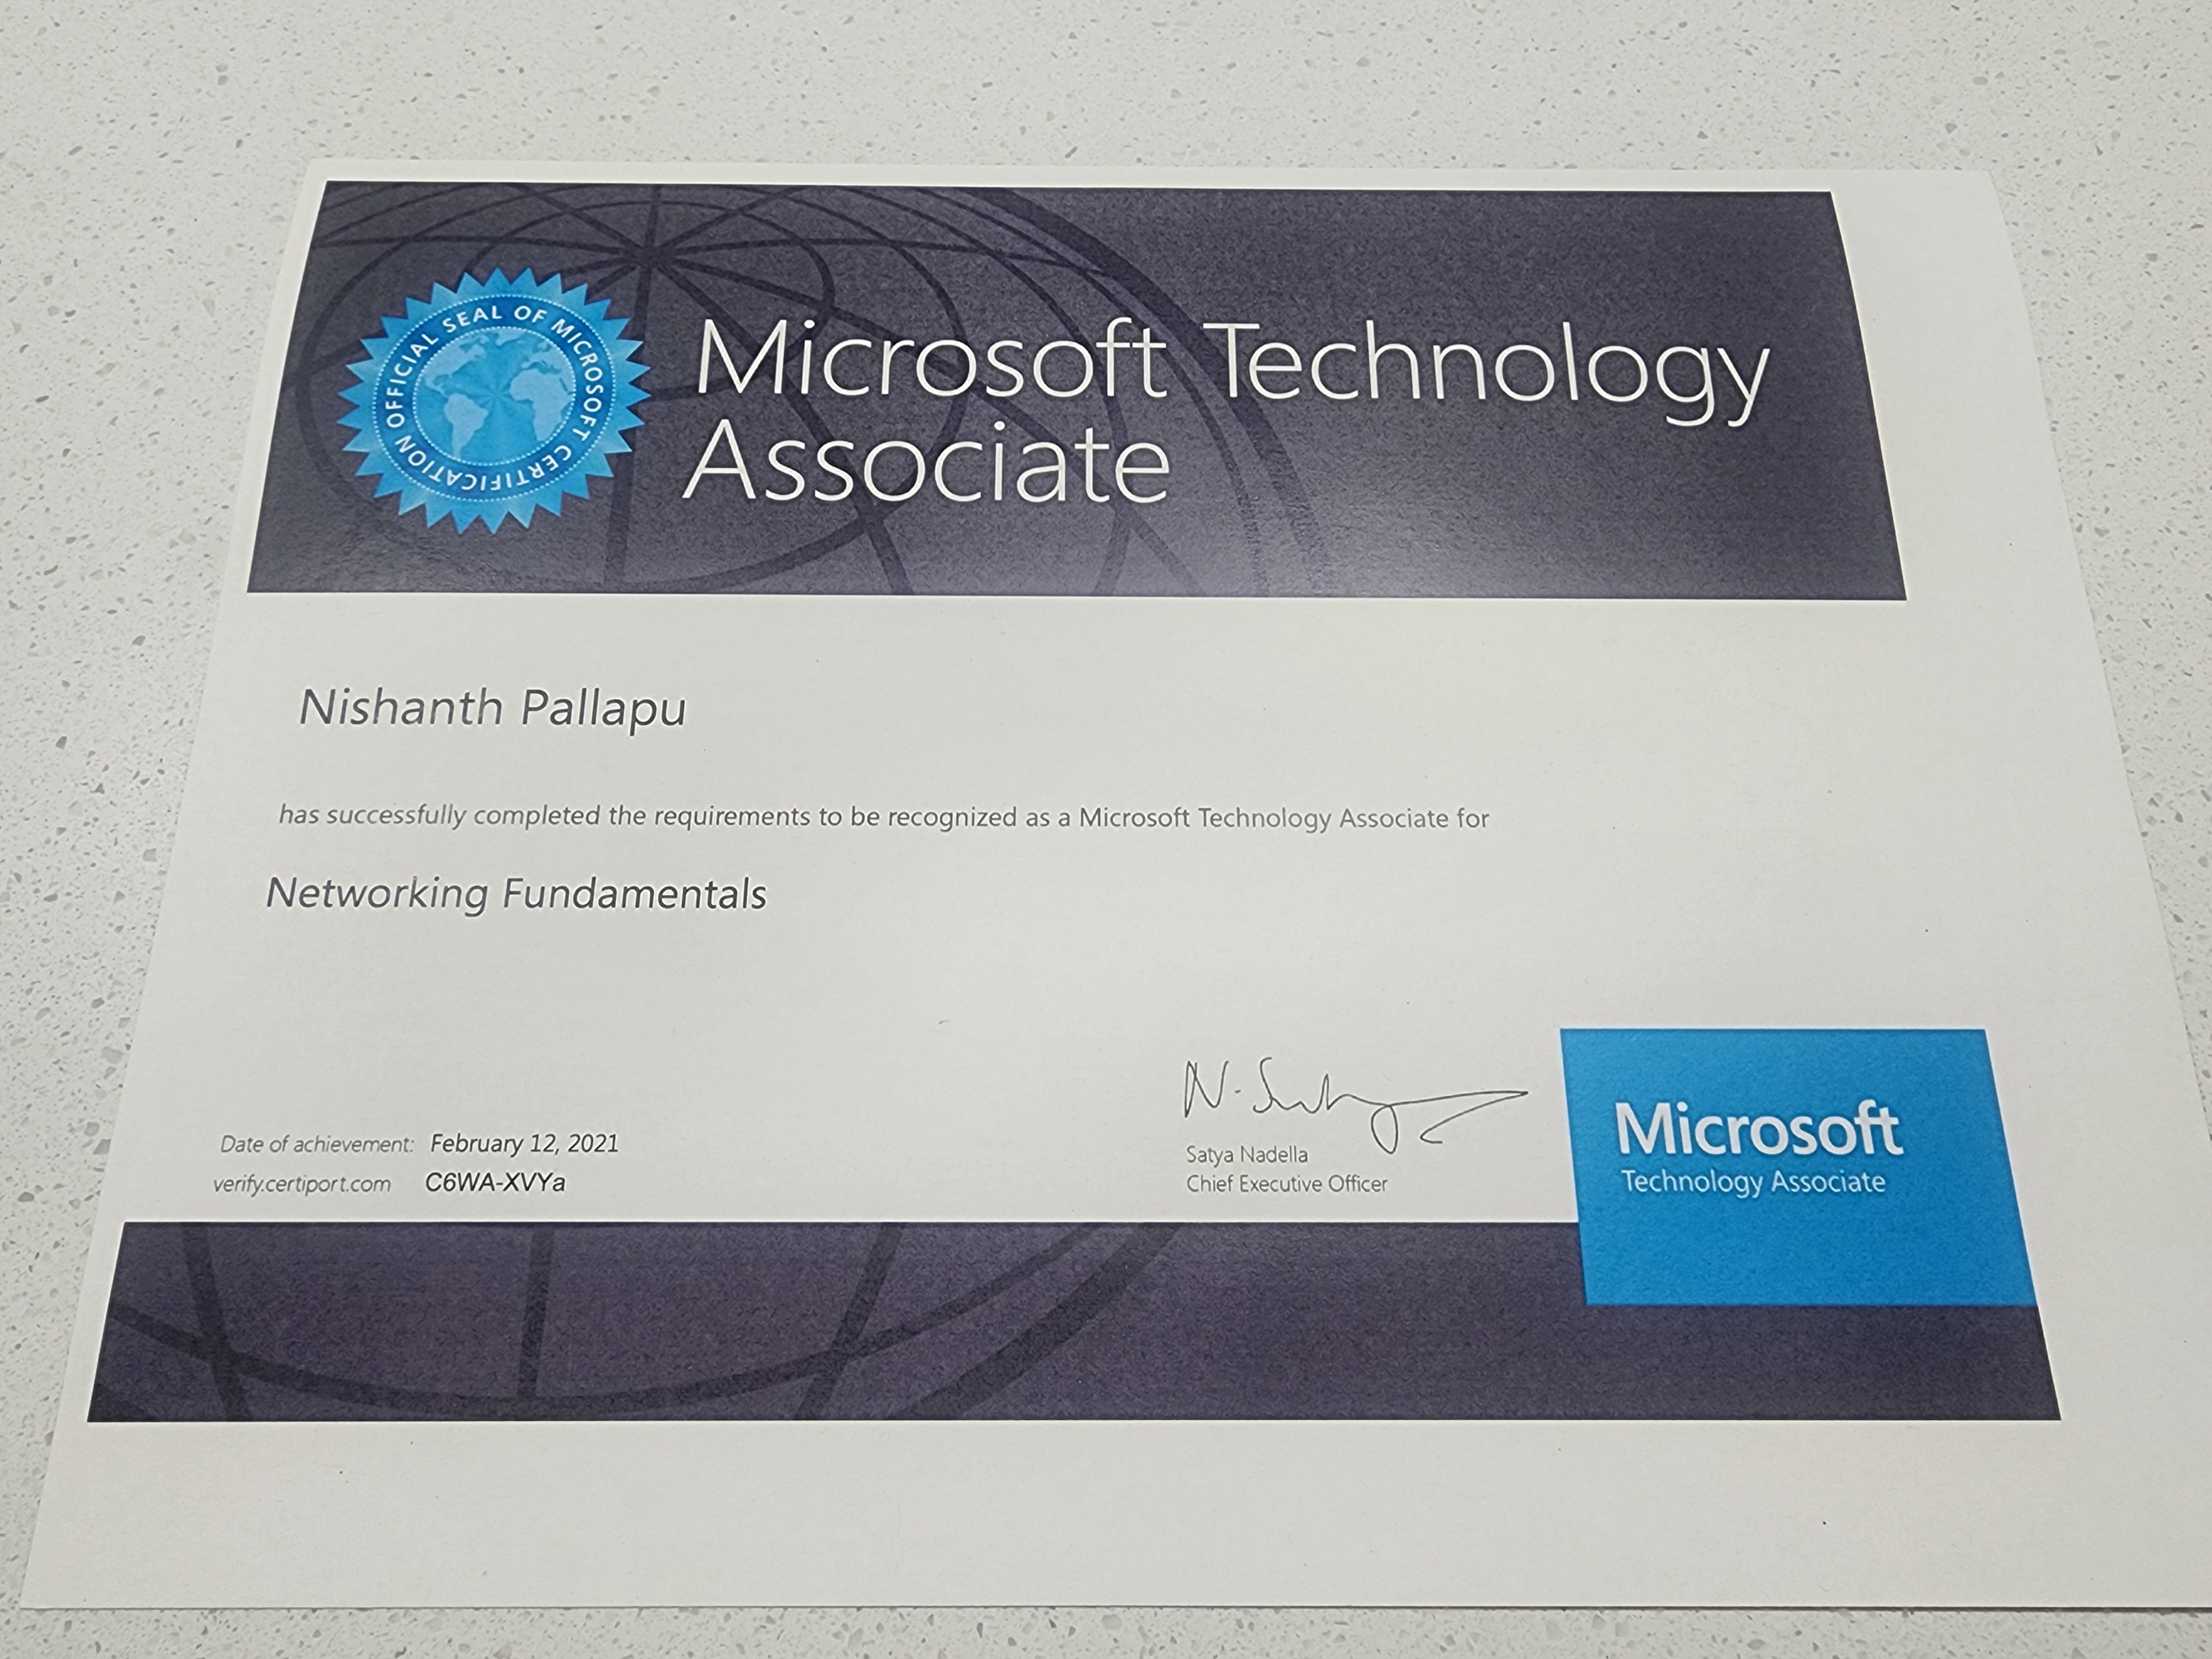 OFFICIAL SEAL OF MICROSOFT CERTIFICATION
Microsoft Technology
Associate
Nishanth Pallapu
has successfully completed the requirements to be recognized as a Microsoft Technology Associate for
Networking Fundamentals
Date of achievement: February 12, 2021
verify.certiport.com C6WA-XVYa
N. Satya
Satya Nadella
Chief Executive Officer
Microsoft
Technology Associate